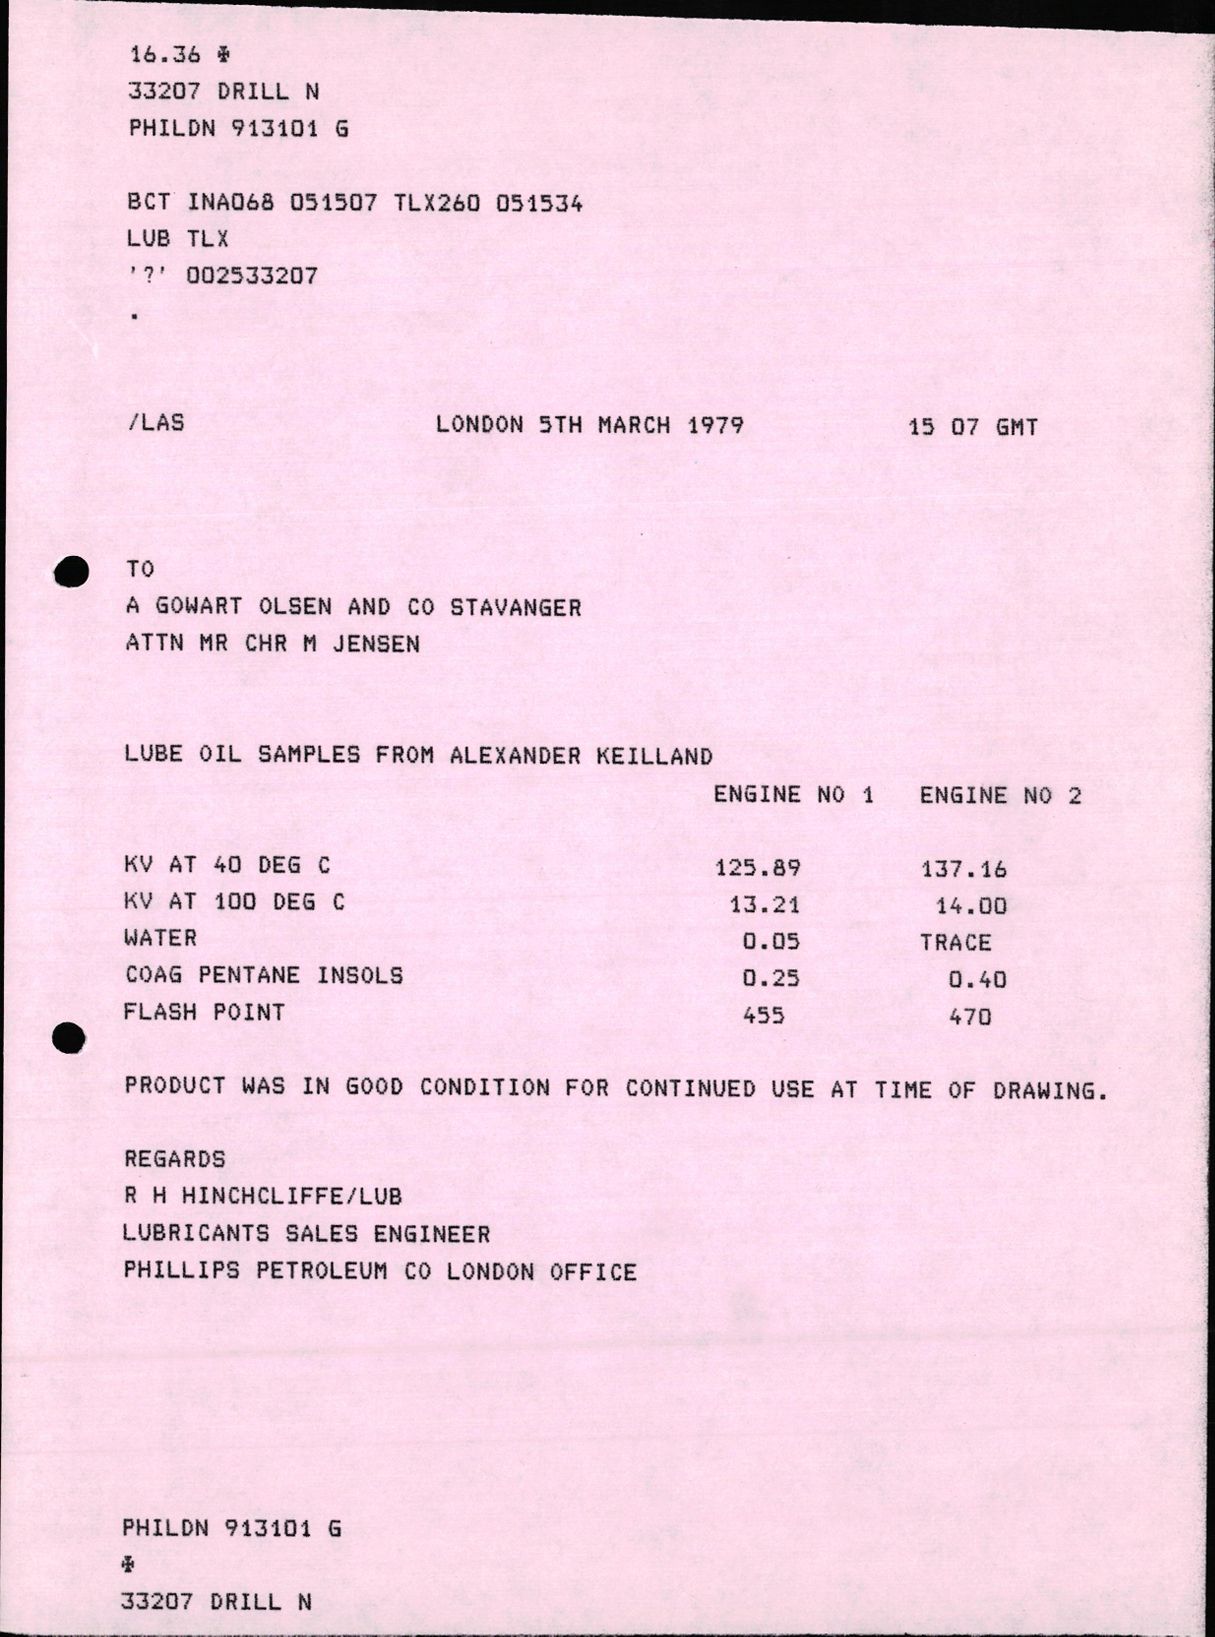 16.36 ✠
33207 DRILL N
PHILDN 913101 G
BCT INA068 051507 TLX260 051534
LUB TLX
'?' 002533207
.
/LAS LONDON 5TH MARCH 1979 15 07 GMT
TO
A GOWART OLSEN AND CO STAVANGER
ATTN MR CHR M JENSEN
LUBE OIL SAMPLES FROM ALEXANDER KEILLAND
ENGINE NO 1 ENGINE NO 2
KV AT 40 DEG C 125.89 137.16
KV AT 100 DEG C 13.21 14.00
WATER 0.05 TRACE
COAG PENTANE INSOLS 0.25 0.40
FLASH POINT 455 470
PRODUCT WAS IN GOOD CONDITION FOR CONTINUED USE AT TIME OF DRAWING.
REGARDS
R H HINCHCLIFFE/LUB
LUBRICANTS SALES ENGINEER
PHILLIPS PETROLEUM CO LONDON OFFICE
PHILDN 913101 G
✠
33207 DRILL N